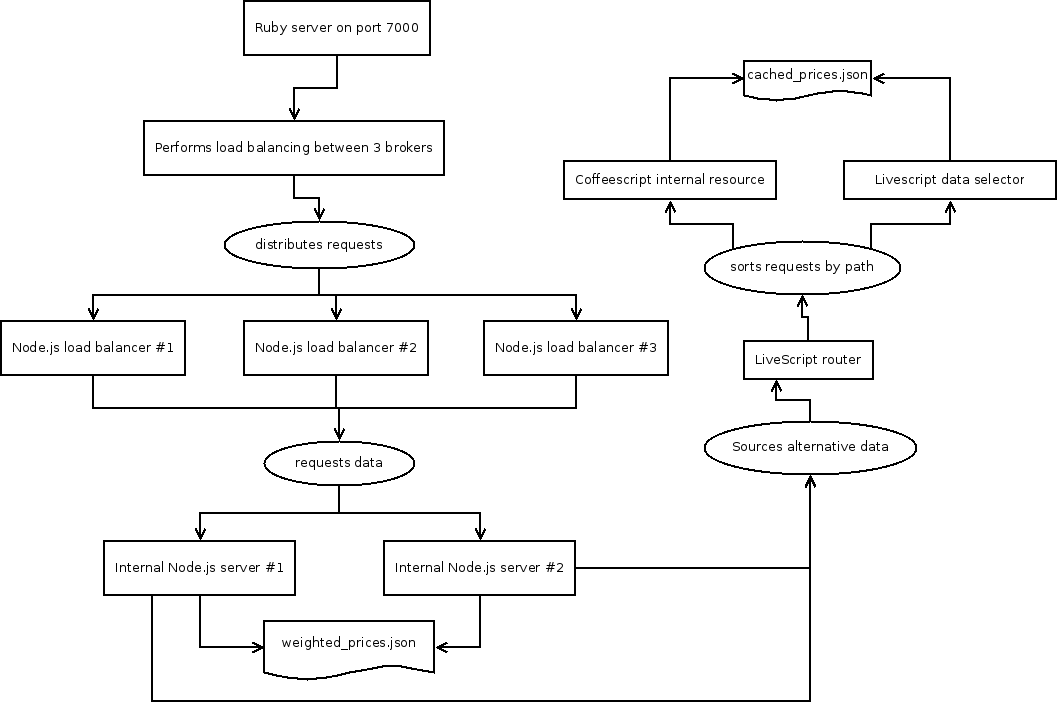 Ruby server on port 7000
Performs load balancing between 3 brokers
distributes requests
Node.js load balancer #1
Node.js load balancer #2
Node.js load balancer #3
requests data
Internal Node.js server #1
Internal Node.js server #2
weighted_prices.json
cached_prices.json
Coffeescript internal resource
Livescript data selector
sorts requests by path
LiveScript router
Sources alternative data